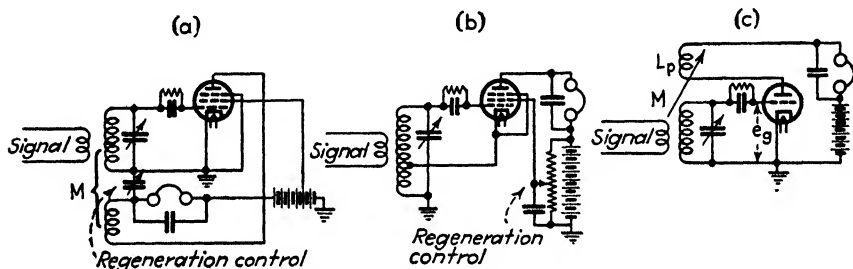 (a)
Signal
M
Regeneration control
(b)
Signal
Regeneration
control
(c)
Lp
M
Signal
eg